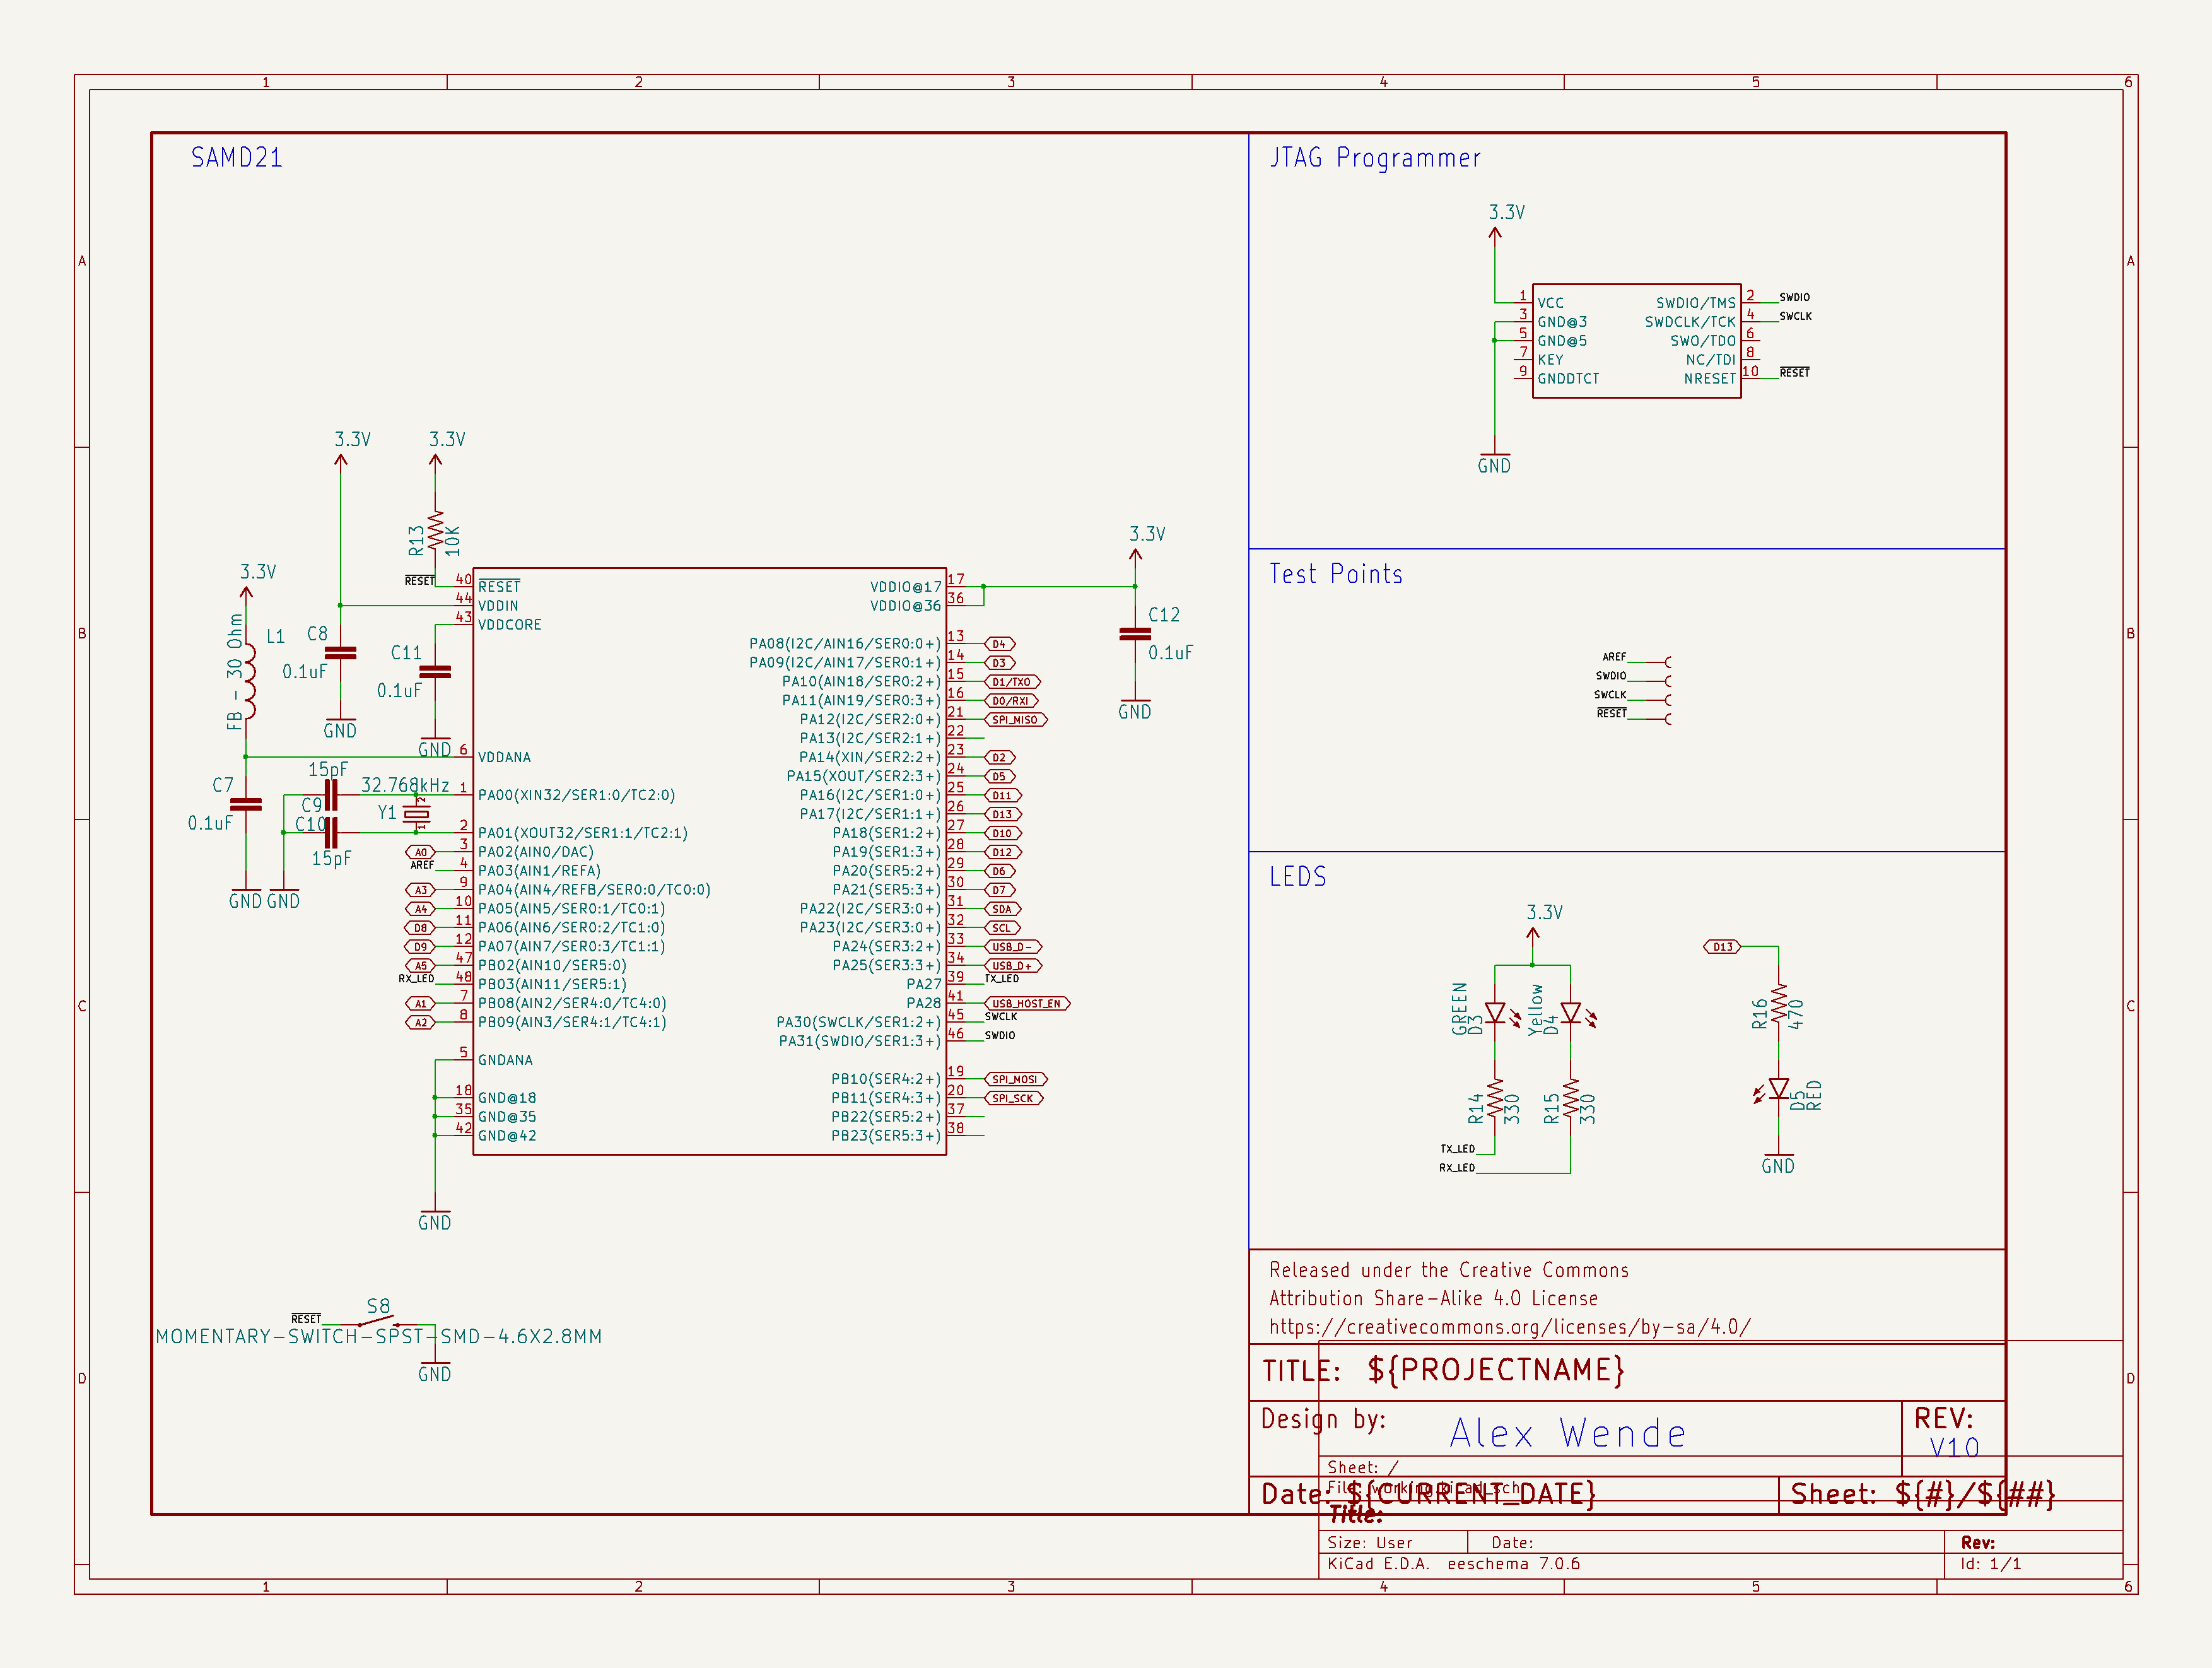 1 2 3 4 5 6
A
B
C
D
SAMD21
3.3V
3.3V
R13
10K
RESET
3.3V
FB - 30 Ohm
L1
C8
0.1uF
GND
C11
0.1uF
GND
C7
0.1uF
GND
15pF
C9
C10
15pF
GND
32.768kHz
Y1
2
1
A0
AREF
A3
A4
D8
D9
A5
RX_LED
A1
A2
40 RESET
44 VDDIN
43 VDDCORE
6 VDDANA
1 PA00(XIN32/SER1:0/TC2:0)
2 PA01(XOUT32/SER1:1/TC2:1)
3 PA02(AIN0/DAC)
4 PA03(AIN1/REFA)
9 PA04(AIN4/REFB/SER0:0/TC0:0)
10 PA05(AIN5/SER0:1/TC0:1)
11 PA06(AIN6/SER0:2/TC1:0)
12 PA07(AIN7/SER0:3/TC1:1)
47 PB02(AIN10/SER5:0)
48 PB03(AIN11/SER5:1)
7 PB08(AIN2/SER4:0/TC4:0)
8 PB09(AIN3/SER4:1/TC4:1)
5 GNDANA
18 GND@18
35 GND@35
42 GND@42
GND
VDDIO@17 17
VDDIO@36 36
PA08(I2C/AIN16/SER0:0+) 13 D4
PA09(I2C/AIN17/SER0:1+) 14 D3
PA10(AIN18/SER0:2+) 15 D1/TXO
PA11(AIN19/SER0:3+) 16 D0/RXI
PA12(I2C/SER2:0+) 21 SPI_MISO
PA13(I2C/SER2:1+) 22
PA14(XIN/SER2:2+) 23 D2
PA15(XOUT/SER2:3+) 24 D5
PA16(I2C/SER1:0+) 25 D11
PA17(I2C/SER1:1+) 26 D13
PA18(SER1:2+) 27 D10
PA19(SER1:3+) 28 D12
PA20(SER5:2+) 29 D6
PA21(SER5:3+) 30 D7
PA22(I2C/SER3:0+) 31 SDA
PA23(I2C/SER3:0+) 32 SCL
PA24(SER3:2+) 33 USB_D-
PA25(SER3:3+) 34 USB_D+
PA27 39 TX_LED
PA28 41 USB_HOST_EN
PA30(SWCLK/SER1:2+) 45 SWCLK
PA31(SWDIO/SER1:3+) 46 SWDIO
PB10(SER4:2+) 19 SPI_MOSI
PB11(SER4:3+) 20 SPI_SCK
PB22(SER5:2+) 37
PB23(SER5:3+) 38
3.3V
C12
0.1uF
GND
S8
RESET
MOMENTARY-SWITCH-SPST-SMD-4.6X2.8MM
GND
JTAG Programmer
3.3V
1 VCC SWDIO/TMS 2 SWDIO
3 GND@3 SWDCLK/TCK 4 SWCLK
5 GND@5 SWO/TDO 6
7 KEY NC/TDI 8
9 GNDDTCT NRESET 10 RESET
GND
Test Points
AREF
SWDIO
SWCLK
RESET
LEDS
3.3V
GREEN
D3
Yellow
D4
R14
330
R15
330
TX_LED
RX_LED
D13
R16
470
D5
RED
GND
Released under the Creative Commons
Attribution Share-Alike 4.0 License
https://creativecommons.org/licenses/by-sa/4.0/
TITLE: ${PROJECTNAME}
Design by: Alex Wende
REV:
V10
Sheet: /
File: working.kicad_sch
Date: ${CURRENT_DATE}
Sheet: ${#}/${##}
Title:
Size: User Date: Rev:
KiCad E.D.A. eeschema 7.0.6 Id: 1/1
A
B
C
D
1 2 3 4 5 6